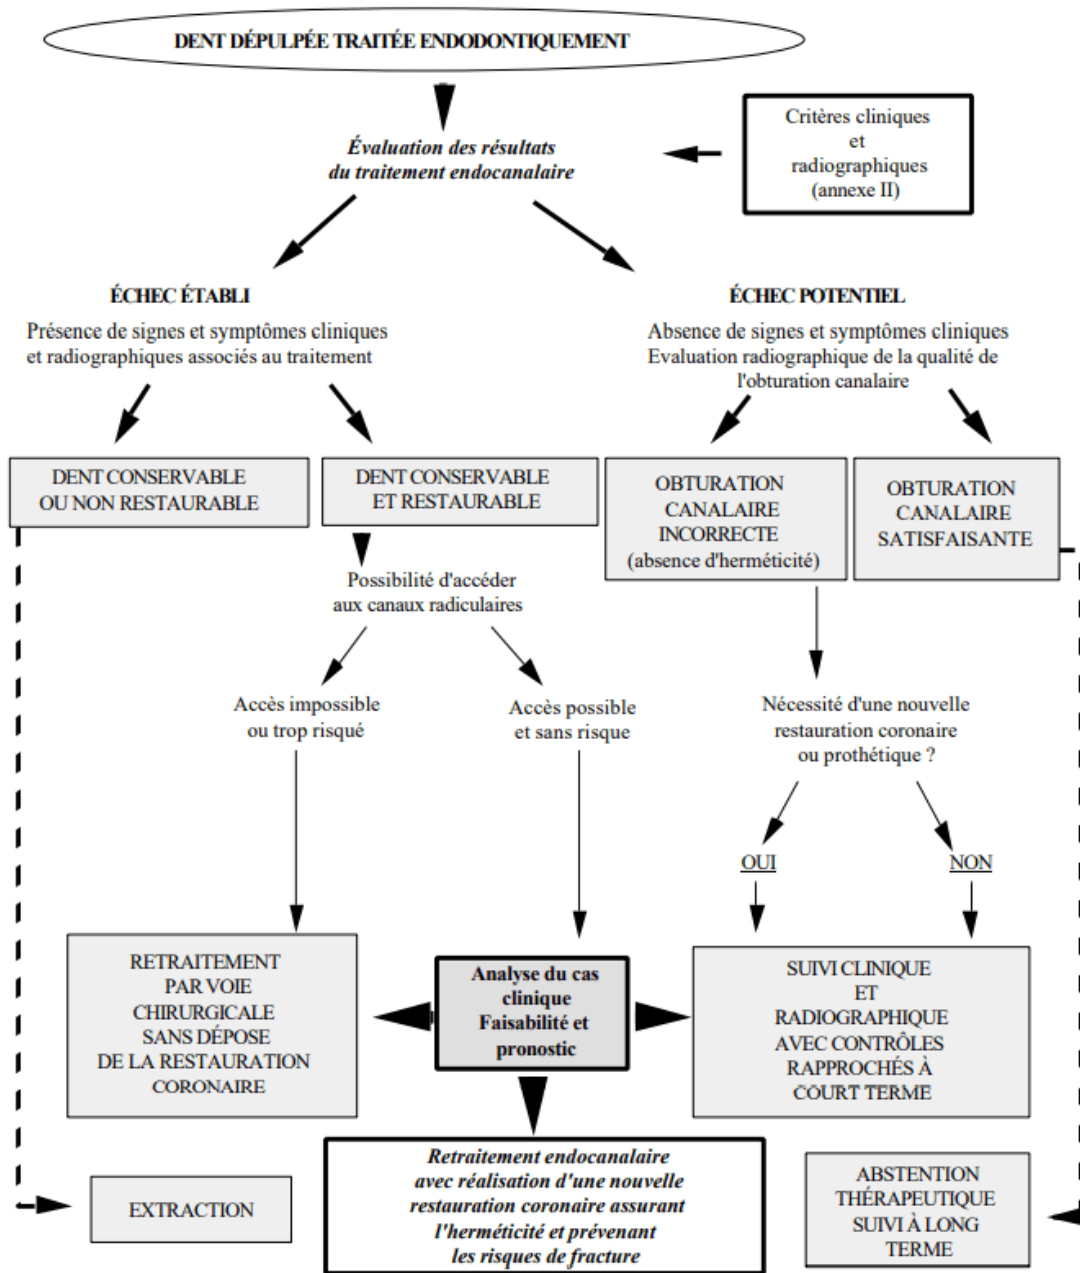 DENT DÉPULPÉE TRAITÉE ENDODONTIQUEMENT
Critères cliniques
et
radiographiques
(annexe II)
Évaluation des résultats
du traitement endocanalaire
ÉCHEC ÉTABLI
Présence de signes et symptômes cliniques
et radiographiques associés au traitement
ÉCHEC POTENTIEL
Absence de signes et symptômes cliniques
Evaluation radiographique de la qualité de
l'obturation canalaire
DENT CONSERVABLE
OU NON RESTAURABLE
DENT CONSERVABLE
ET RESTAURABLE
OBTURATION
CANALAIRE
INCORRECTE
(absence d'herméticité)
OBTURATION
CANALAIRE
SATISFAISANTE
Possibilité d'accéder
aux canaux radiculaires
Accès impossible
ou trop risqué
Accès possible
et sans risque
Nécessité d'une nouvelle
restauration coronaire
ou prothétique ?
OUI
NON
RETRAITEMENT
PAR VOIE
CHIRURGICALE
SANS DÉPOSE
DE LA RESTAURATION
CORONAIRE
Analyse du cas
clinique
Faisabilité et
pronostic
SUIVI CLINIQUE
ET
RADIOGRAPHIQUE
AVEC CONTRÔLES
RAPPROCHÉS À
COURT TERME
EXTRACTION
Retraitement endocanalaire
avec réalisation d'une nouvelle
restauration coronaire assurant
l'herméticité et prévenant
les risques de fracture
ABSTENTION
THÉRAPEUTIQUE
SUIVI À LONG
TERME